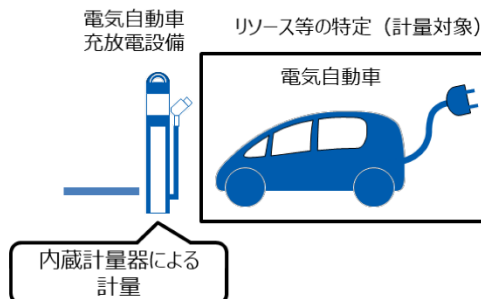 電気自動車
充放電設備
リソース等の特定（計量対象）
電気自動車
内蔵計量器による
計量